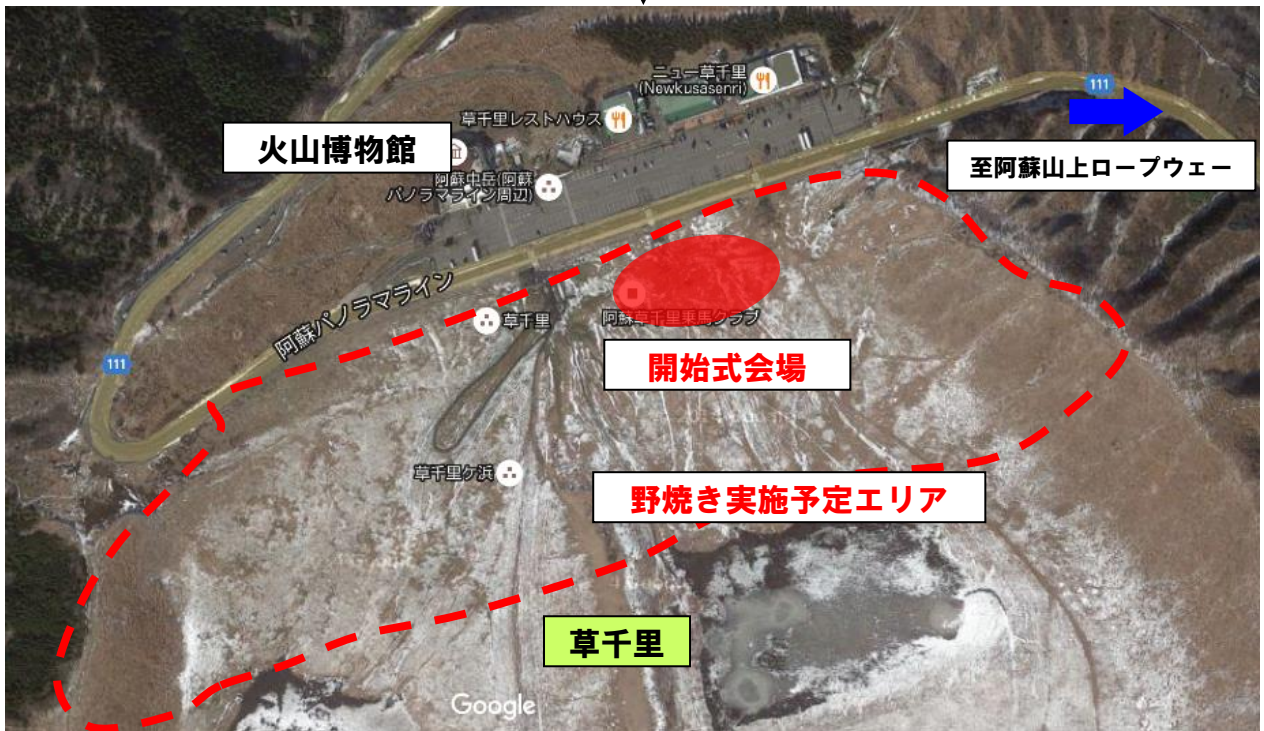 ニュー草千里
(Newkusasenri)
111
草千里レストハウス
火山博物館
至阿蘇山上ロープウェー
阿蘇中岳(阿蘇
パノラマライン周辺)
阿蘇パノラマライン
草千里
阿蘇草千里乗馬クラブ
開始式会場
111
草千里ケ浜
野焼き実施予定エリア
草千里
Google